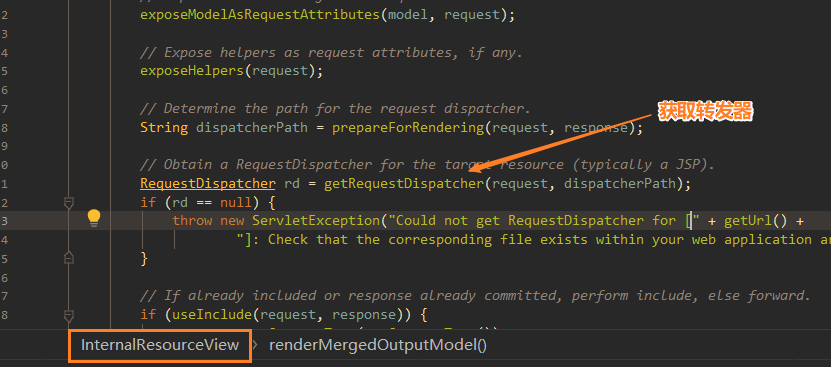 2 exposeModelAsRequestAttributes(model, request);
3
4 // Expose helpers as request attributes, if any.
5 exposeHelpers(request);
6
7 // Determine the path for the request dispatcher.
获取转发器
8 String dispatcherPath = prepareForRendering(request, response);
9
0 // Obtain a RequestDispatcher for the target resource (typically a JSP).
1 RequestDispatcher rd = getRequestDispatcher(request, dispatcherPath);
2 if (rd == null) {
3 throw new ServletException("Could not get RequestDispatcher for [" + getUrl() +
4 "]: Check that the corresponding file exists within your web application ar
5 }
6
7 // If already included or response already committed, perform include, else forward.
8 if (useInclude(request, response)) {
InternalResourceView › renderMergedOutputModel()